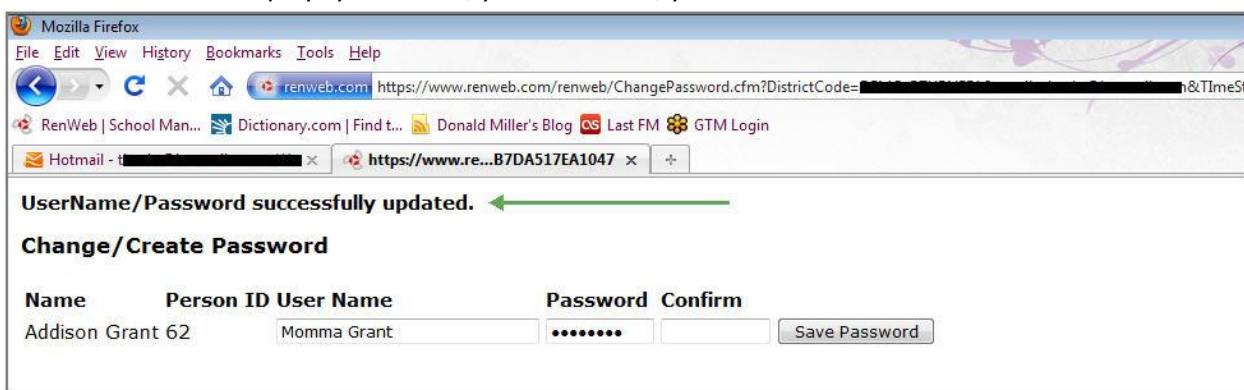 Mozilla Firefox
File Edit View History Bookmarks Tools Help
renweb.com https://www.renweb.com/renweb/ChangePassword.cfm?DistrictCode= n&TImeSt
RenWeb | School Man... Dictionary.com | Find t... Donald Miller's Blog Last FM GTM Login
Hotmail - t https://www.re...B7DA517EA1047
UserName/Password successfully updated.
Change/Create Password
Name Person ID User Name Password Confirm
Addison Grant 62 Momma Grant •••••••• Save Password